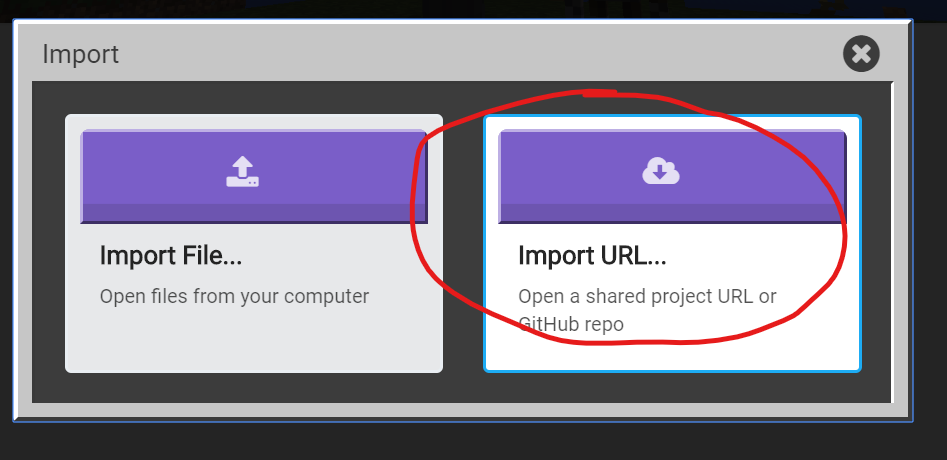 Import
Import File...
Open files from your computer
Import URL...
Open a shared project URL or
GitHub repo